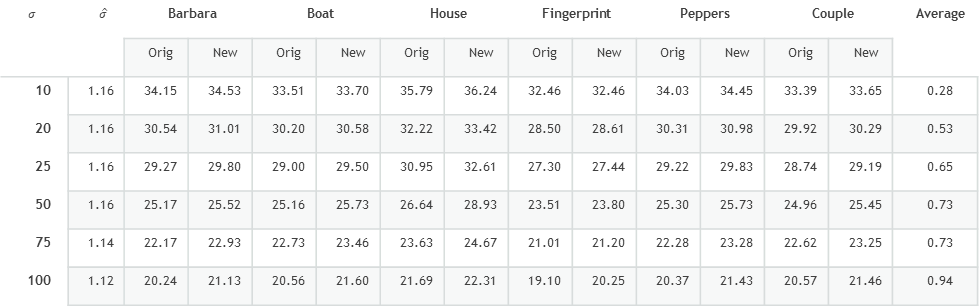 σ σ̂ Barbara Boat House Fingerprint Peppers Couple Average
Orig New Orig New Orig New Orig New Orig New Orig New
10 1.16 34.15 34.53 33.51 33.70 35.79 36.24 32.46 32.46 34.03 34.45 33.39 33.65 0.28
20 1.16 30.54 31.01 30.20 30.58 32.22 33.42 28.50 28.61 30.31 30.98 29.92 30.29 0.53
25 1.16 29.27 29.80 29.00 29.50 30.95 32.61 27.30 27.44 29.22 29.83 28.74 29.19 0.65
50 1.16 25.17 25.52 25.16 25.73 26.64 28.93 23.51 23.80 25.30 25.73 24.96 25.45 0.73
75 1.14 22.17 22.93 22.73 23.46 23.63 24.67 21.01 21.20 22.28 23.28 22.62 23.25 0.73
100 1.12 20.24 21.13 20.56 21.60 21.69 22.31 19.10 20.25 20.37 21.43 20.57 21.46 0.94